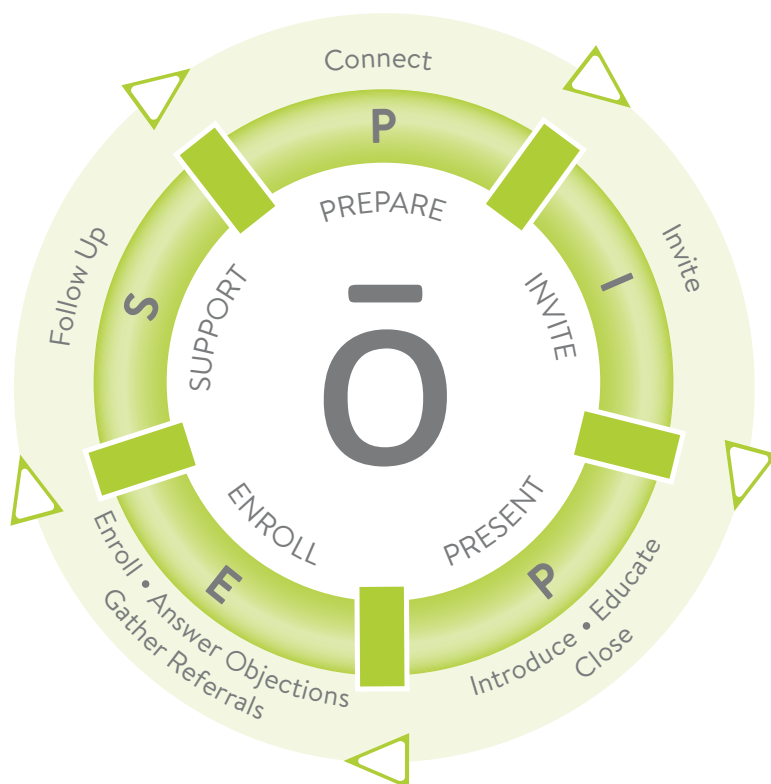 Connect
P
PREPARE
Invite
I
INVITE
Introduce • Educate
Close
P
PRESENT
Enroll • Answer Objections
Gather Referrals
E
ENROLL
Follow Up
S
SUPPORT
ō